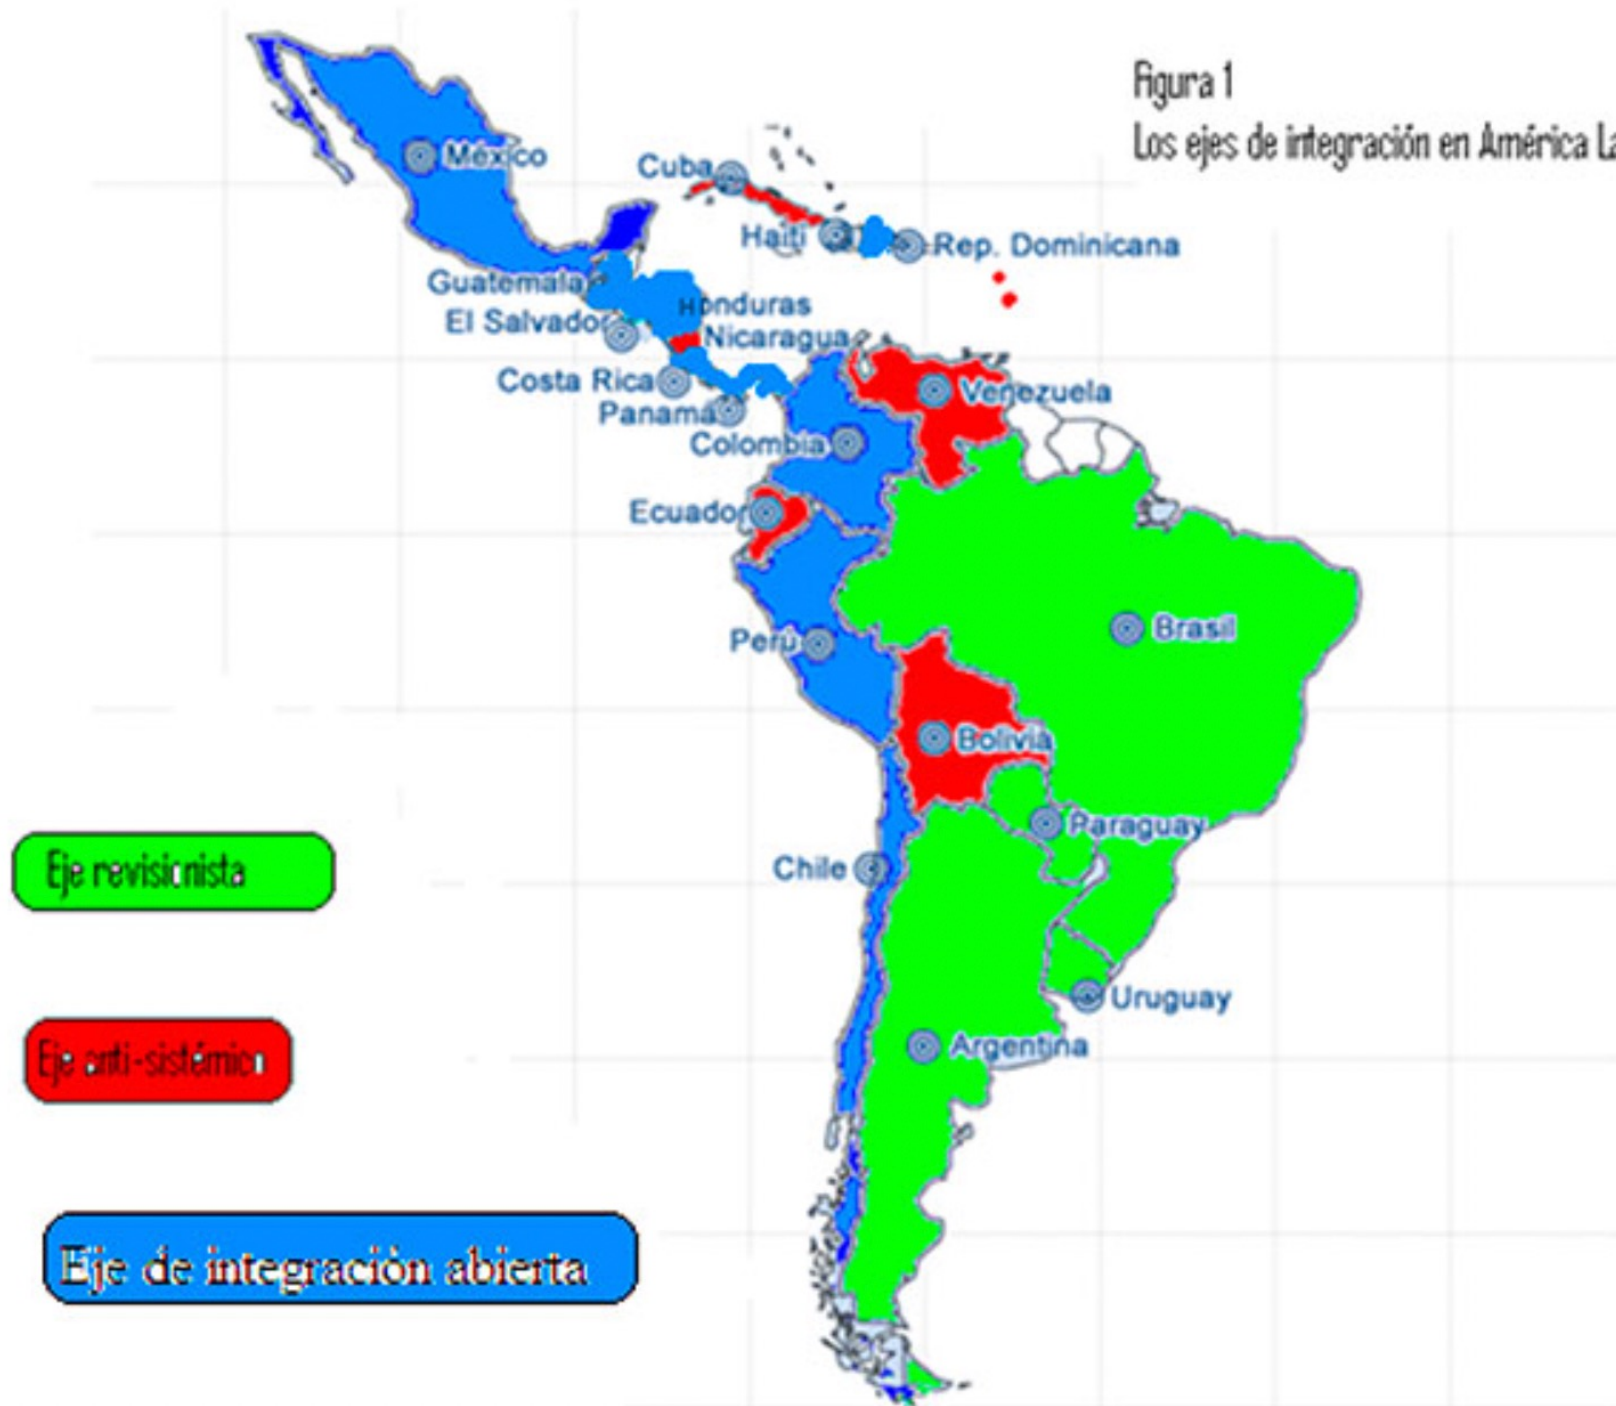 Figura 1
Los ejes de integración en América La
México
Cuba
Haiti
Rep. Dominicana
Guatemala
Honduras
El Salvador
Nicaragua
Costa Rica
Panama
Venezuela
Colombia
Ecuador
Brasil
Perú
Bolivia
Paraguay
Chile
Eje revisionista
Uruguay
Argentina
Eje anti-sistémico
Eje de integración abierta